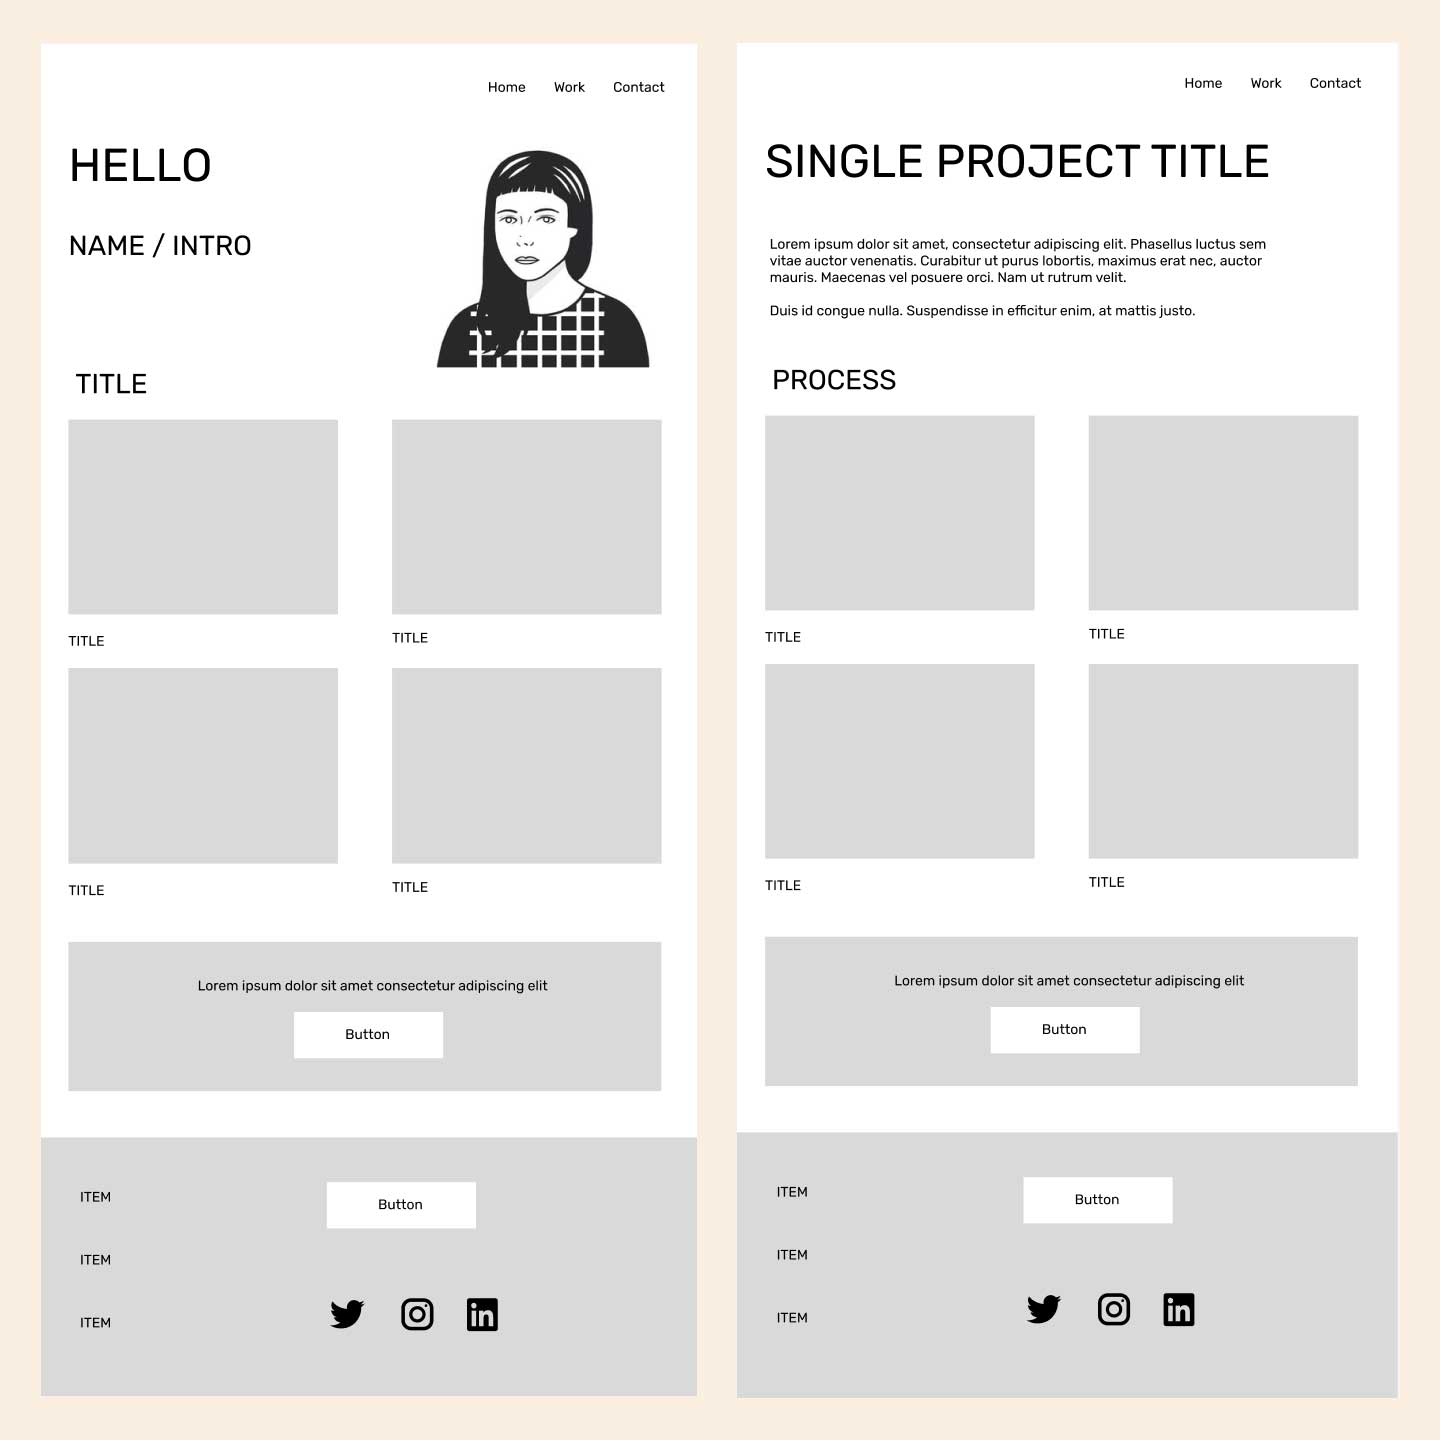 Home Work Contact
HELLO
NAME / INTRO
TITLE
TITLE
TITLE
TITLE
TITLE
Lorem ipsum dolor sit amet consectetur adipiscing elit
Button
ITEM
Button
ITEM
ITEM
in
Home Work Contact
SINGLE PROJECT TITLE
Lorem ipsum dolor sit amet, consectetur adipiscing elit. Phasellus luctus sem
vitae auctor venenatis. Curabitur ut purus lobortis, maximus erat nec, auctor
mauris. Maecenas vel posuere orci. Nam ut rutrum velit.
Duis id congue nulla. Suspendisse in efficitur enim, at mattis justo.
PROCESS
TITLE
TITLE
TITLE
TITLE
Lorem ipsum dolor sit amet consectetur adipiscing elit
Button
ITEM
Button
ITEM
ITEM
in